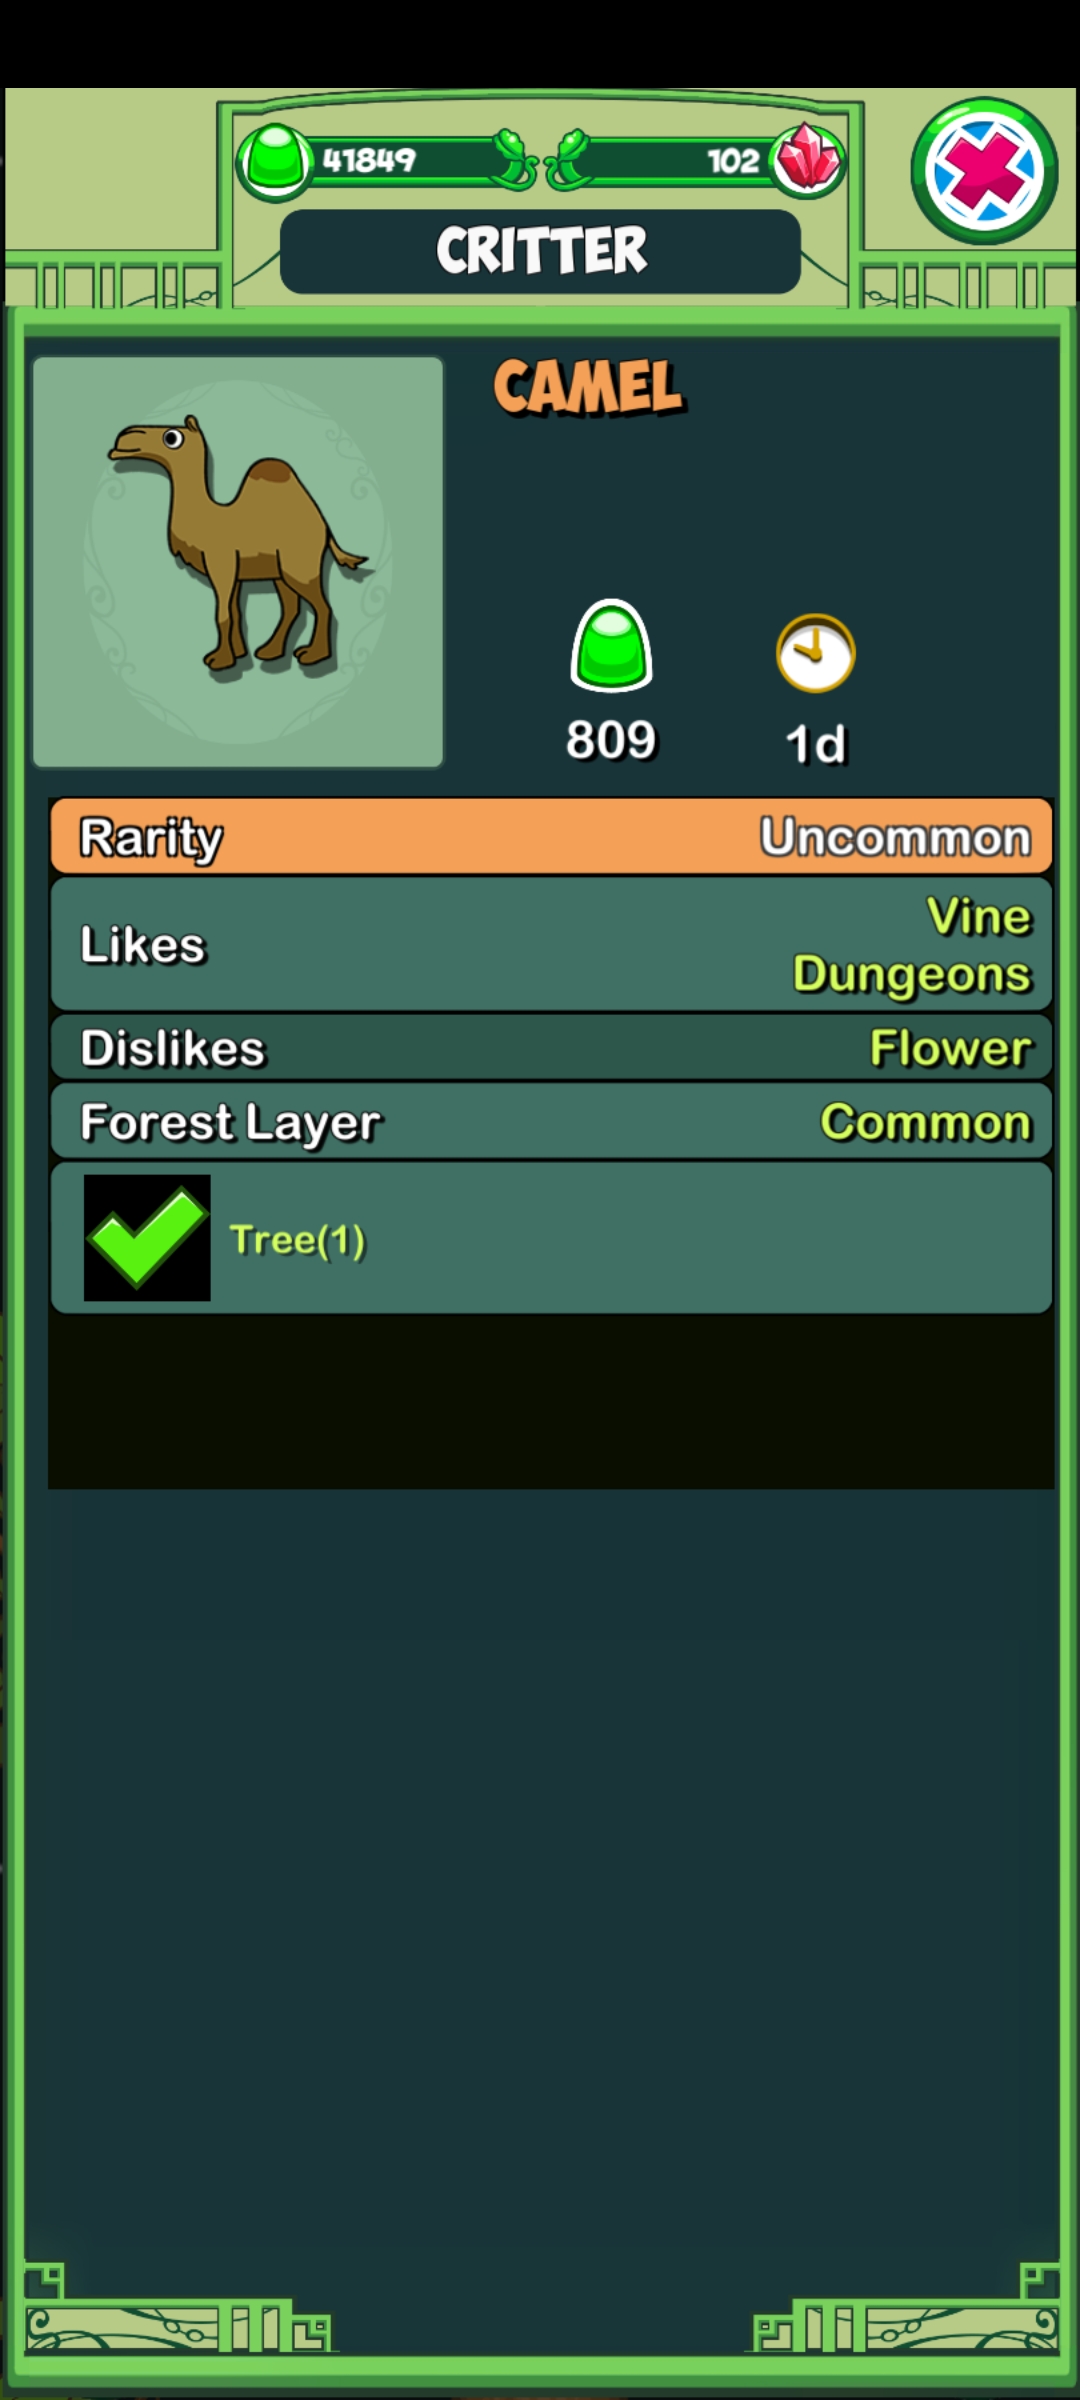 41849
102
CRITTER
CAMEL
809
1d
Rarity
Uncommon
Likes
Vine
Dungeons
Dislikes
Flower
Forest Layer
Common
Tree(1)